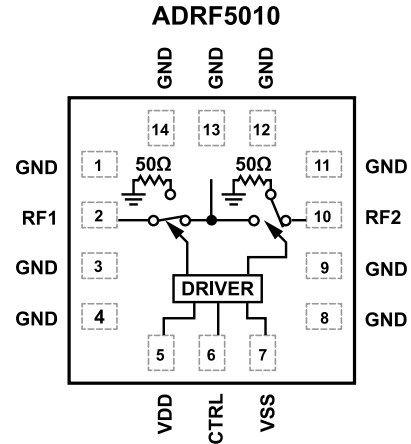 ADRF5010
GND GND GND
14 13 12
GND 1 50Ω 50Ω 11 GND
RF1 2 10 RF2
GND 3 9 GND
DRIVER
GND 4 8 GND
5 6 7
VDD CTRL VSS